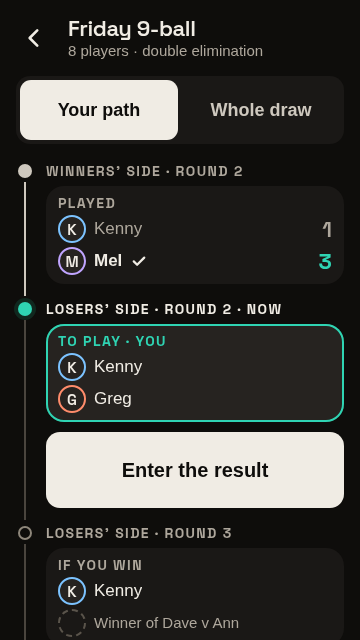 Friday 9-ball
8 players · double elimination
Your path
Whole draw
WINNERS' SIDE · ROUND 2
PLAYED
K Kenny 1
M Mel 3
LOSERS' SIDE · ROUND 2 · NOW
TO PLAY · YOU
K Kenny
G Greg
Enter the result
LOSERS' SIDE · ROUND 3
IF YOU WIN
K Kenny
Winner of Dave v Ann